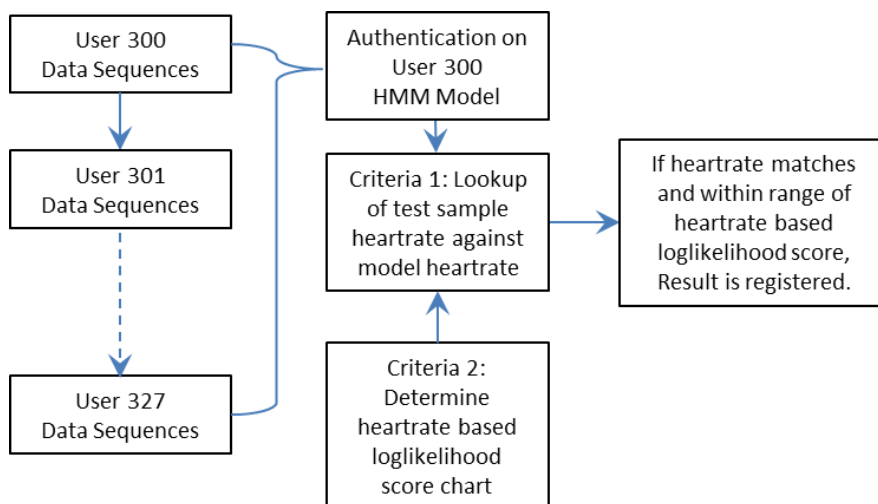 User 300
Data Sequences
User 301
Data Sequences
User 327
Data Sequences
Authentication on
User 300
HMM Model
Criteria 1: Lookup
of test sample
heartrate against
model heartrate
Criteria 2:
Determine
heartrate based
loglikelihood
score chart
If heartrate matches
and within range of
heartrate based
loglikelihood score,
Result is registered.